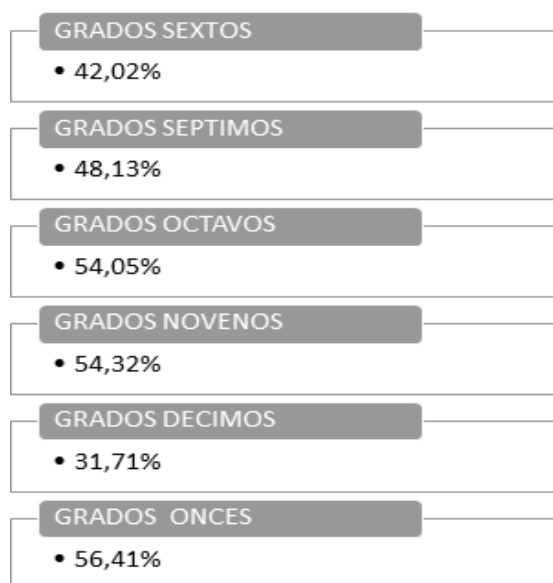 GRADOS SEXTOS
• 42,02%
GRADOS SEPTIMOS
• 48,13%
GRADOS OCTAVOS
• 54,05%
GRADOS NOVENOS
• 54,32%
GRADOS DECIMOS
• 31,71%
GRADOS ONCES
• 56,41%